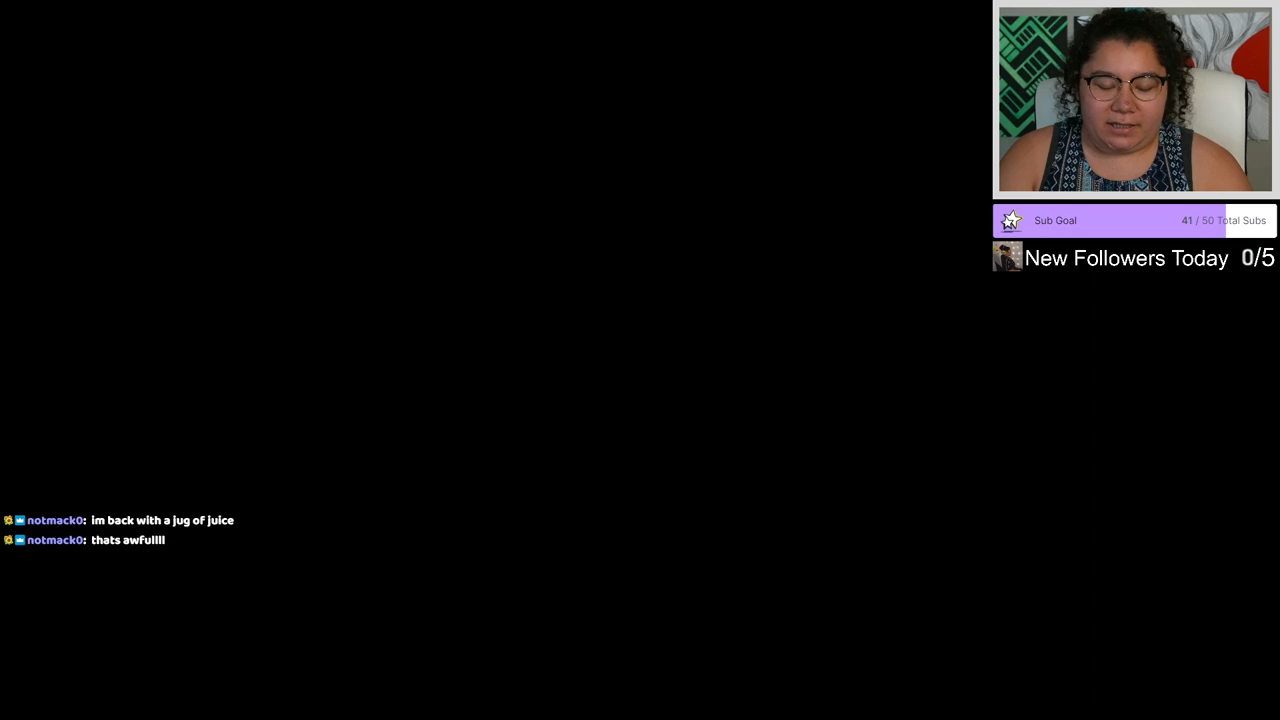 Sub Goal 41 / 50 Total Subs
New Followers Today 0/5
notmack0: im back with a jug of juice
notmack0: thats awfullll